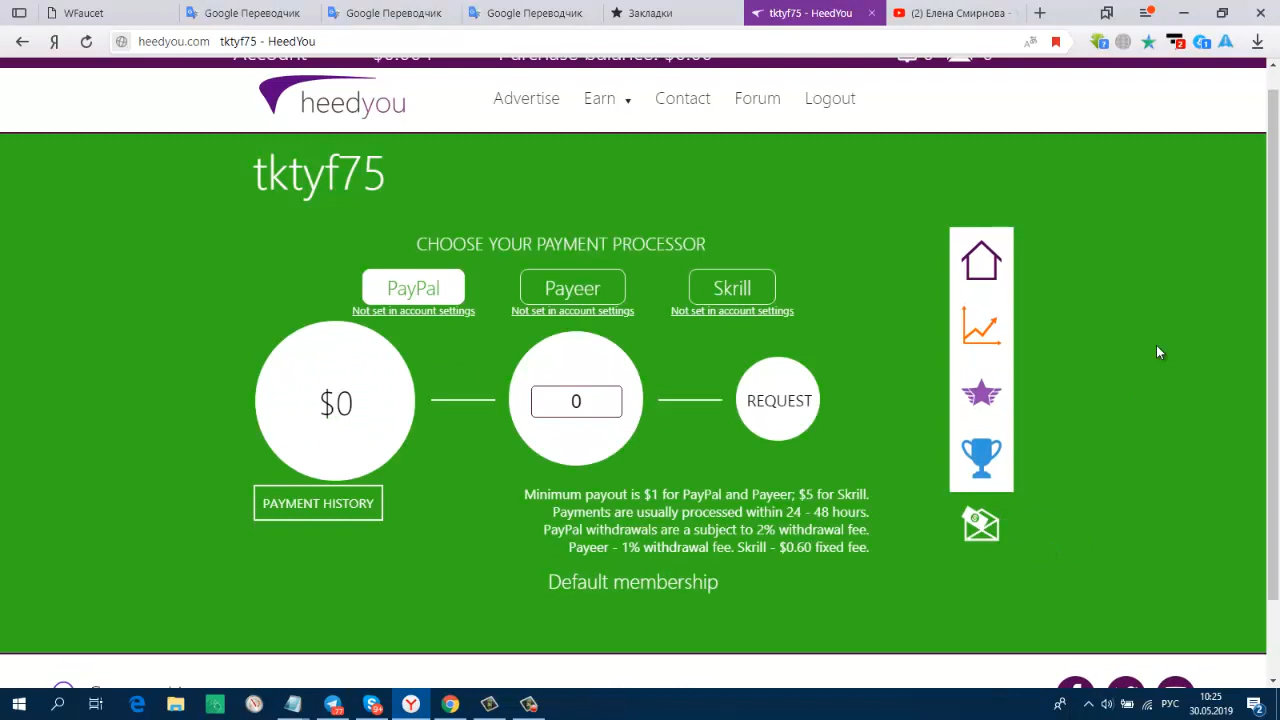 WFaucet
Google Переводчик
Google Переводчик
Google Переводчик
Закладки
tktyf75 - HeedYou
(2) Елена Смирнова -
heedyou.com tktyf75 - HeedYou
heedyou
Advertise Earn Contact Forum Logout
tktyf75
CHOOSE YOUR PAYMENT PROCESSOR
PayPal Payeer Skrill
Not set in account settings Not set in account settings Not set in account settings
$0
0
REQUEST
PAYMENT HISTORY
Minimum payout is $1 for PayPal and Payeer; $5 for Skrill.
Payments are usually processed within 24 - 48 hours.
PayPal withdrawals are a subject to 2% withdrawal fee.
Payeer - 1% withdrawal fee. Skrill - $0.60 fixed fee.
Default membership
РУС
10:25
30.05.2019